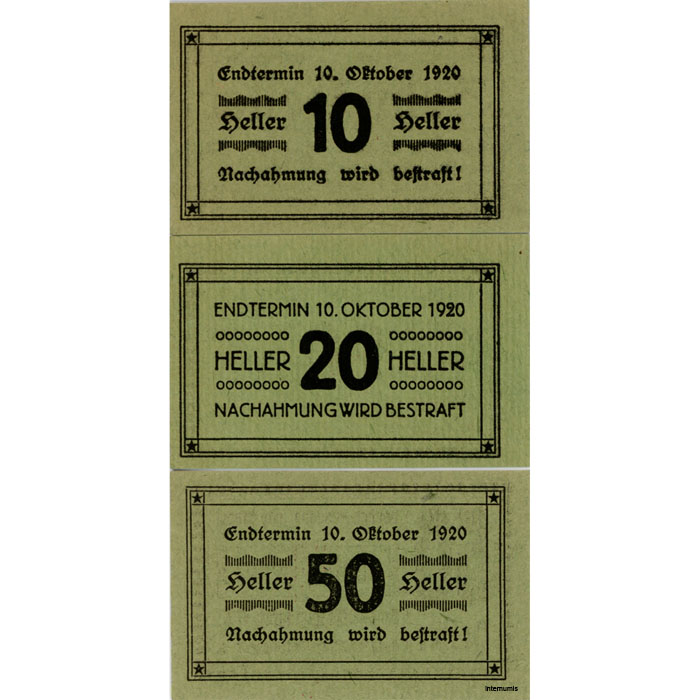 Endtermin 10. Oktober 1920
Heller 10 Heller
Nachahmung wird bestraft!
ENDTERMIN 10. OKTOBER 1920
HELLER 20 HELLER
NACHAHMUNG WIRD BESTRAFT
Endtermin 10. Oktober 1920
Heller 50 Heller
Nachahmung wird bestraft!
Internumis